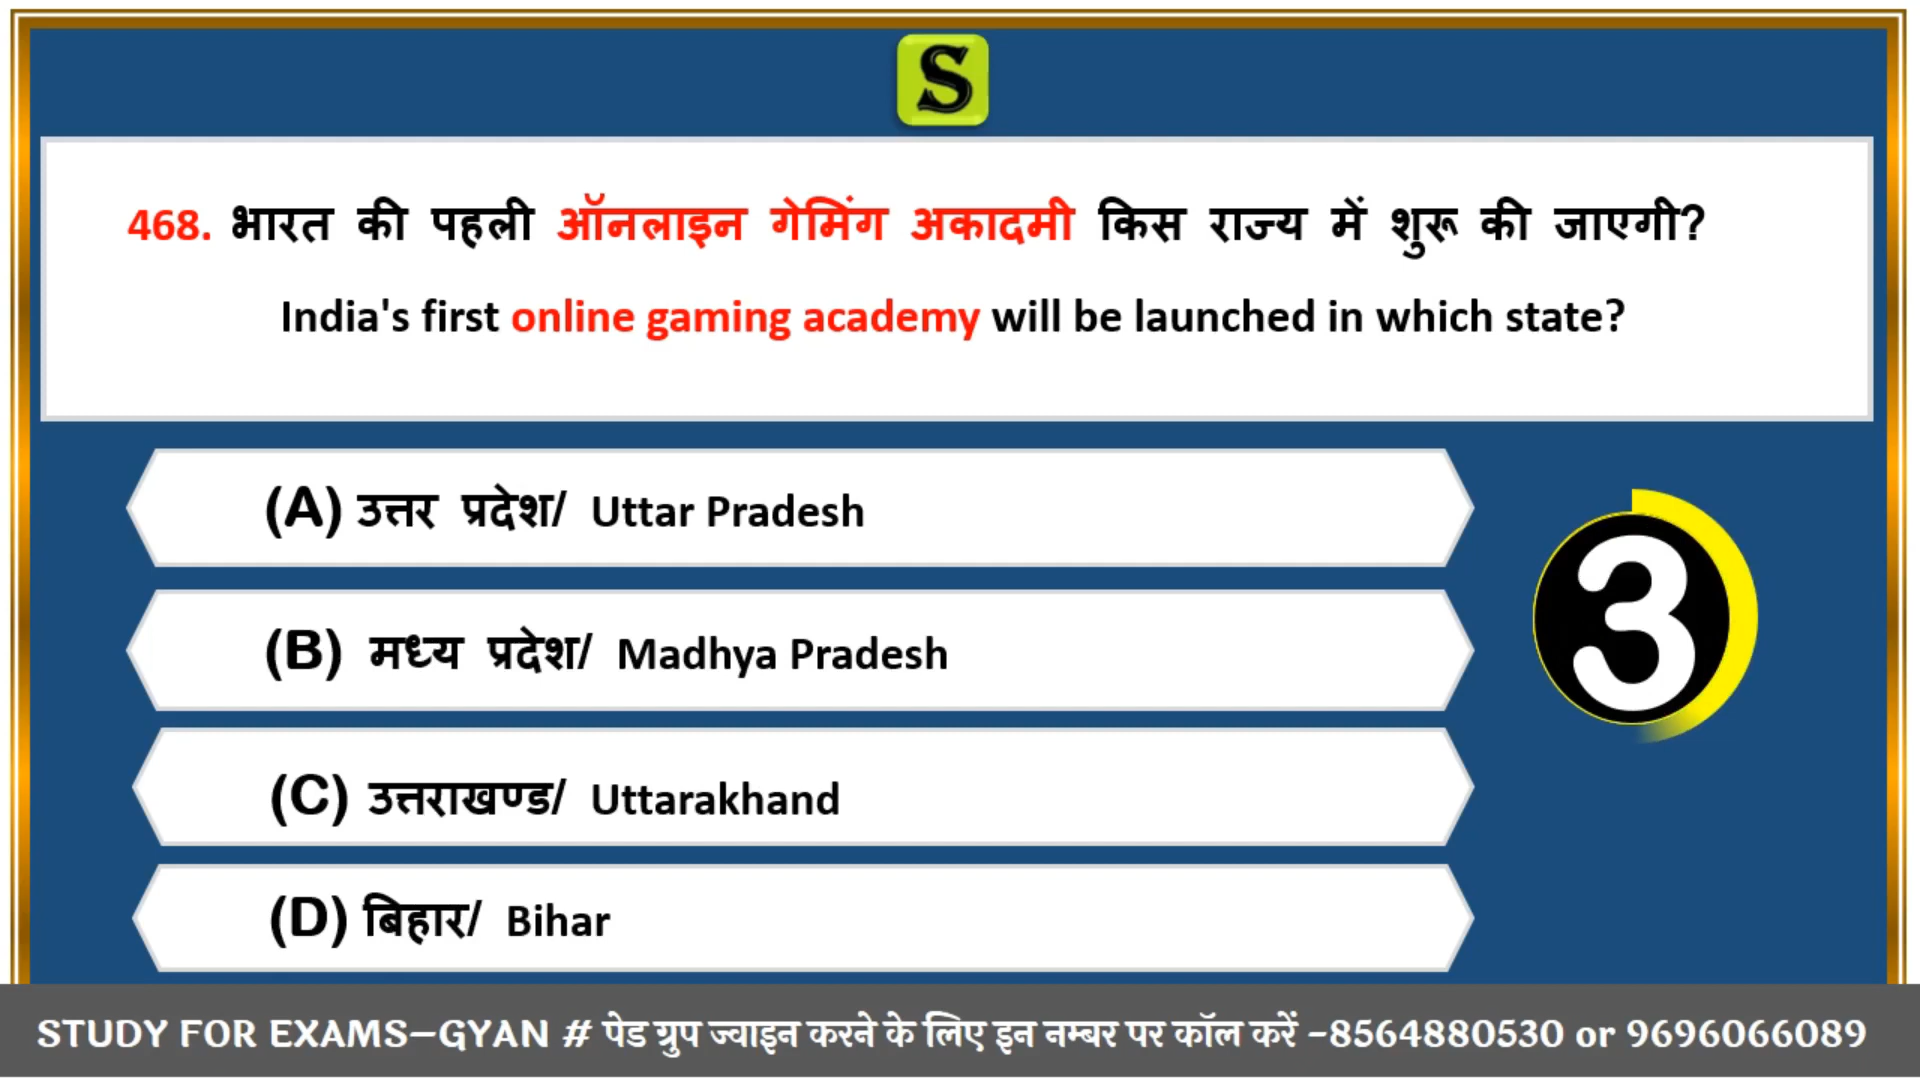 S
468. भारत की पहली ऑनलाइन गेमिंग अकादमी किस राज्य में शुरू की जाएगी?
India's first online gaming academy will be launched in which state?
(A) उत्तर प्रदेश/ Uttar Pradesh
(B) मध्य प्रदेश/ Madhya Pradesh
3
(C) उत्तराखण्ड/ Uttarakhand
(D) बिहार/ Bihar
STUDY FOR EXAMS–GYAN # पेड ग्रुप ज्वाइन करने के लिए इन नम्बर पर कॉल करें -8564880530 or 9696066089